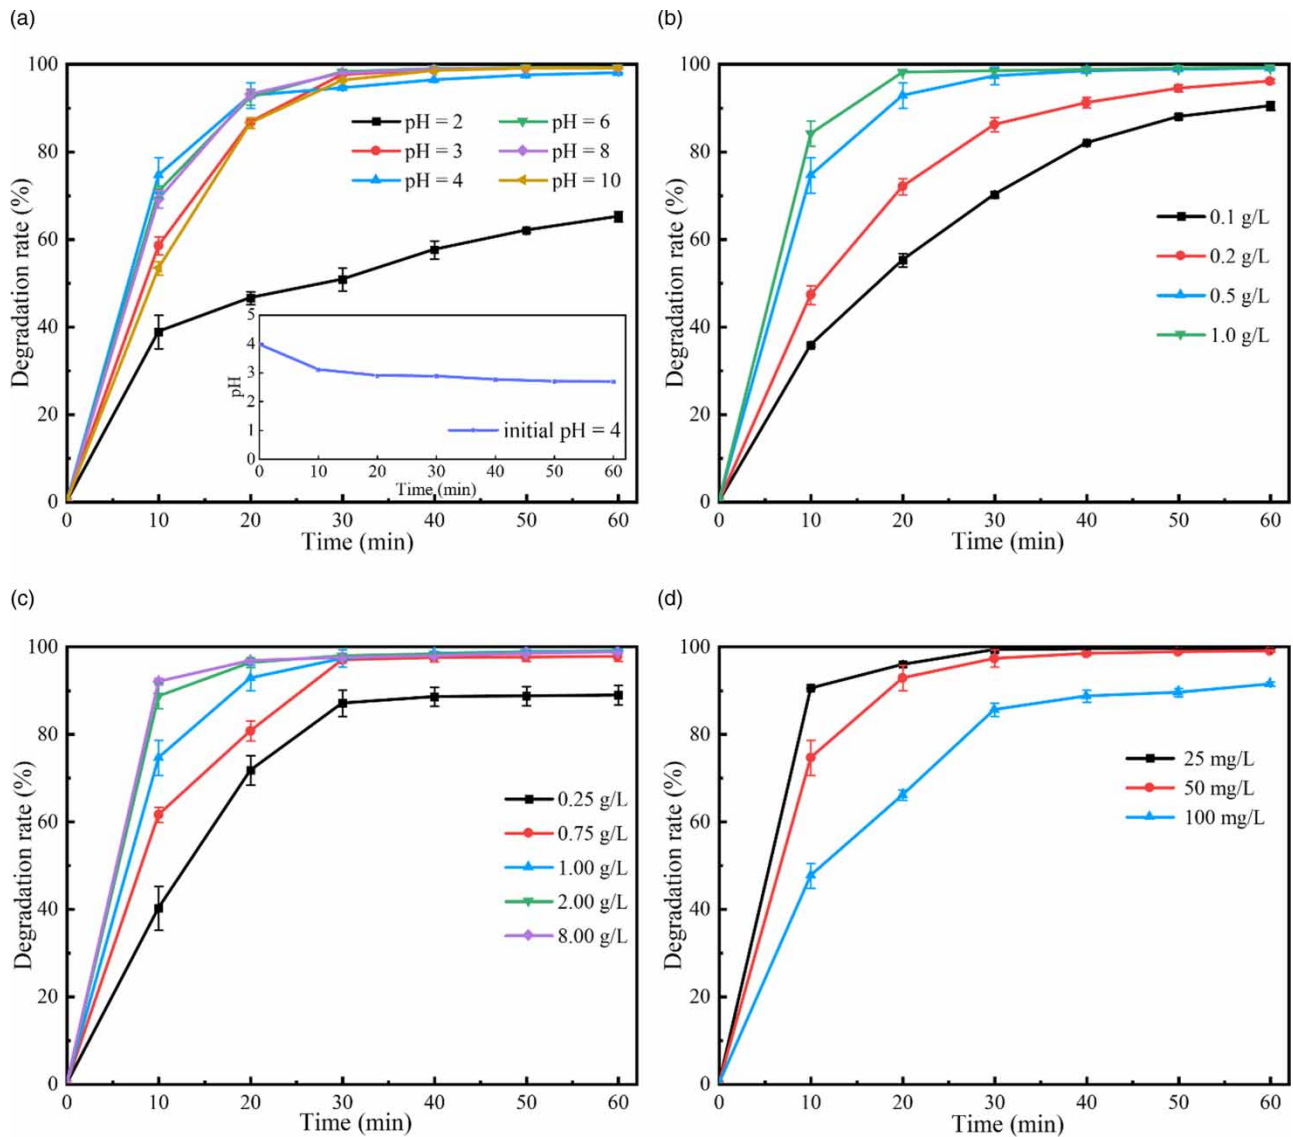 (a)
100
80
60
40
20
0
Degradation rate (%)
pH = 2
pH = 3
pH = 4
pH = 6
pH = 8
pH = 10
5
4
3
2
1
0
pH
initial pH = 4
0 10 20 30 40 50 60
Time (min)
0 10 20 30 40 50 60
Time (min)
(b)
100
80
60
40
20
0
Degradation rate (%)
0.1 g/L
0.2 g/L
0.5 g/L
1.0 g/L
0 10 20 30 40 50 60
Time (min)
(c)
100
80
60
40
20
0
Degradation rate (%)
0.25 g/L
0.75 g/L
1.00 g/L
2.00 g/L
8.00 g/L
0 10 20 30 40 50 60
Time (min)
(d)
100
80
60
40
20
0
Degradation rate (%)
25 mg/L
50 mg/L
100 mg/L
0 10 20 30 40 50 60
Time (min)